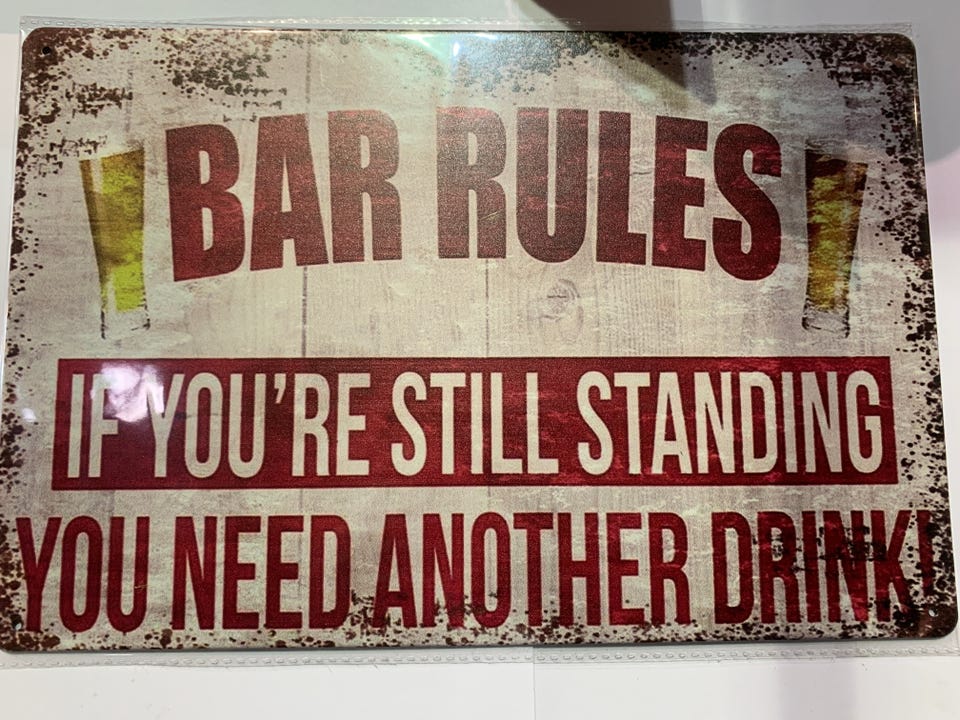 BAR RULES
IF YOU'RE STILL STANDING
YOU NEED ANOTHER DRINK!